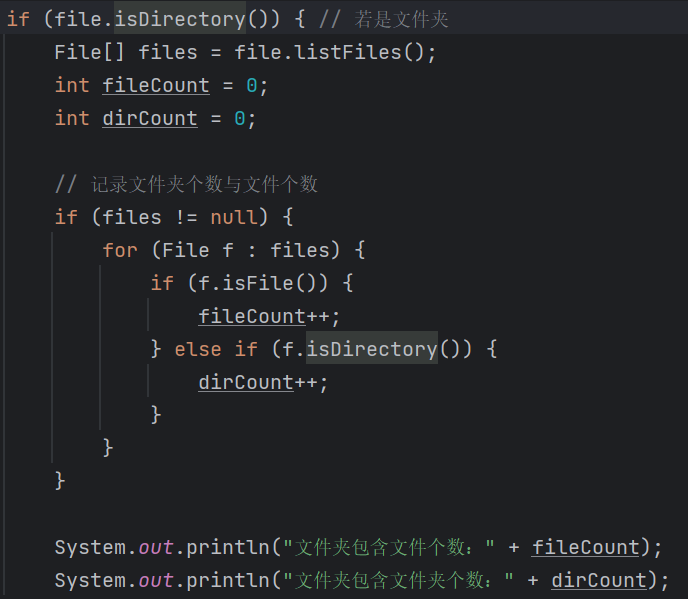 if (file.isDirectory()) { // 若是文件夹
    File[] files = file.listFiles();
    int fileCount = 0;
    int dirCount = 0;

    // 记录文件夹个数与文件个数
    if (files != null) {
        for (File f : files) {
            if (f.isFile()) {
                fileCount++;
            } else if (f.isDirectory()) {
                dirCount++;
            }
        }
    }

    System.out.println("文件夹包含文件个数：" + fileCount);
    System.out.println("文件夹包含文件夹个数：" + dirCount);